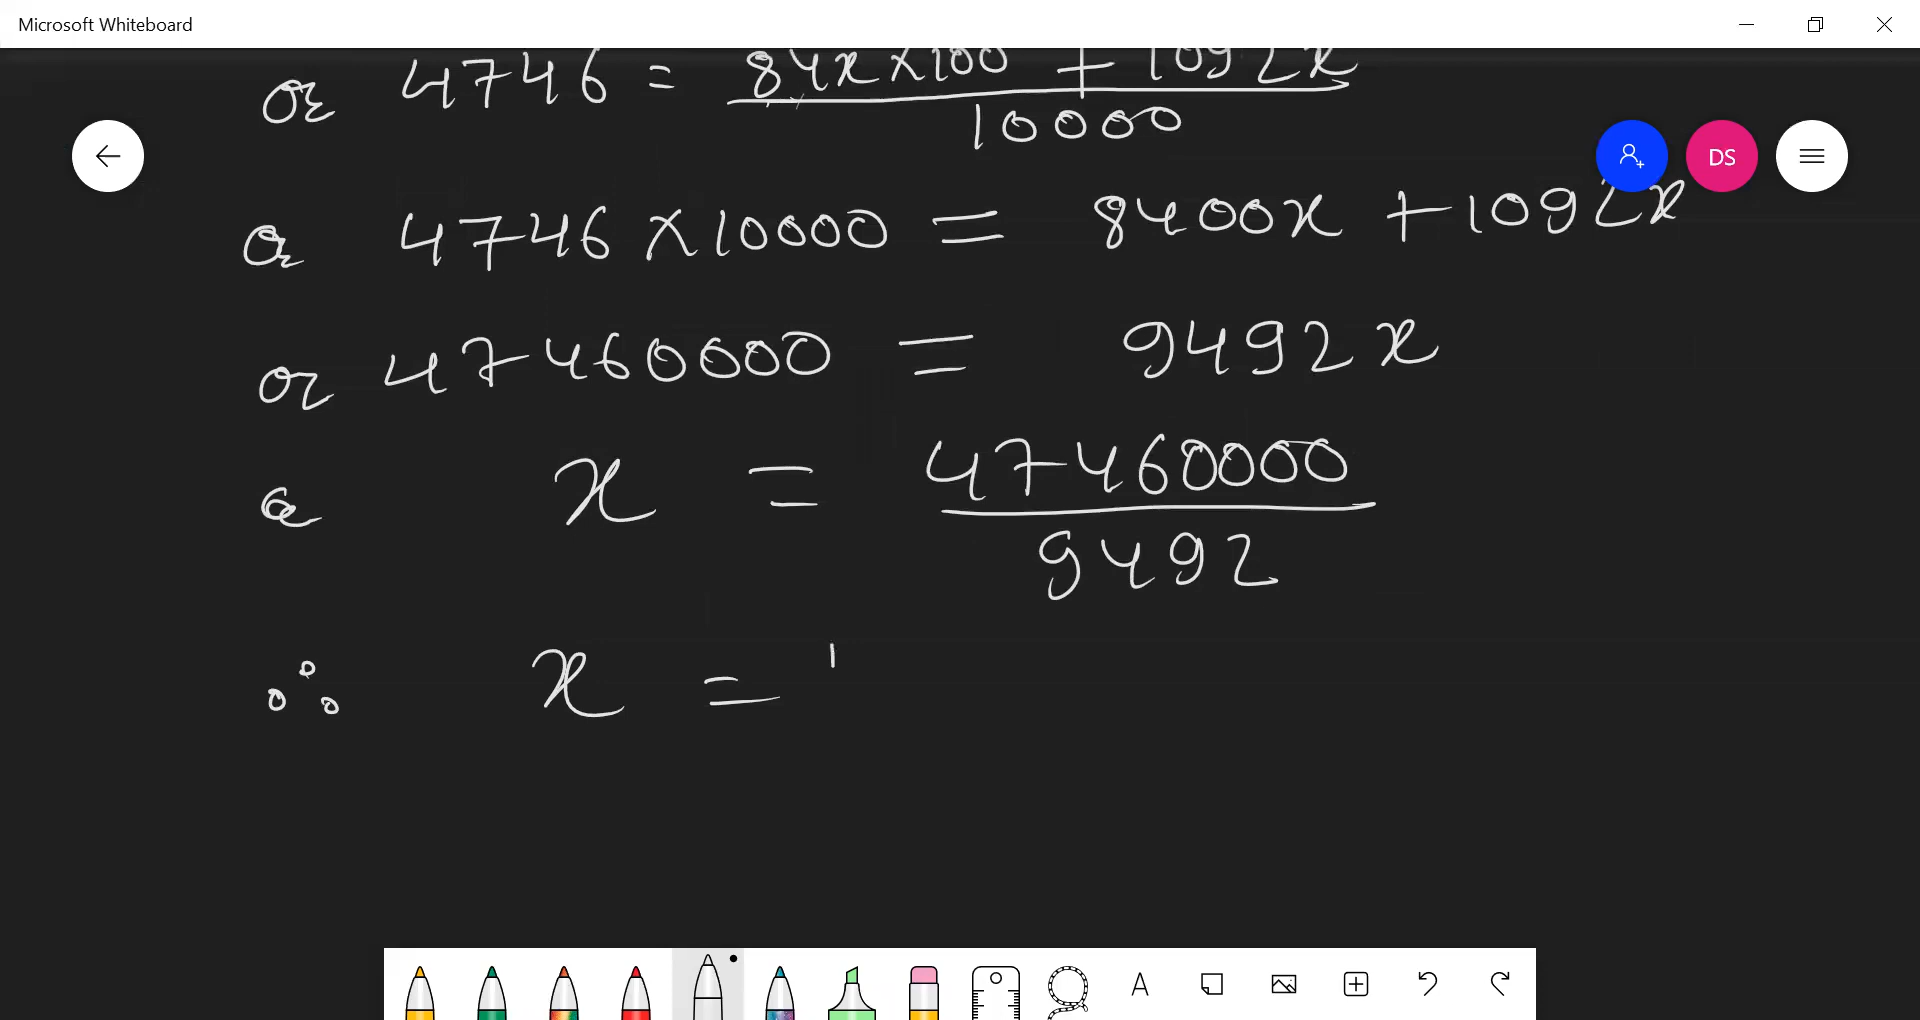 Microsoft Whiteboard
or 4746 = 84x×100 + 1092x
10000
DS
or 4746 ×10000 = 8400x + 1092x
or 47460000 = 9492x
or x = 47460000
9492
∴ x =
A